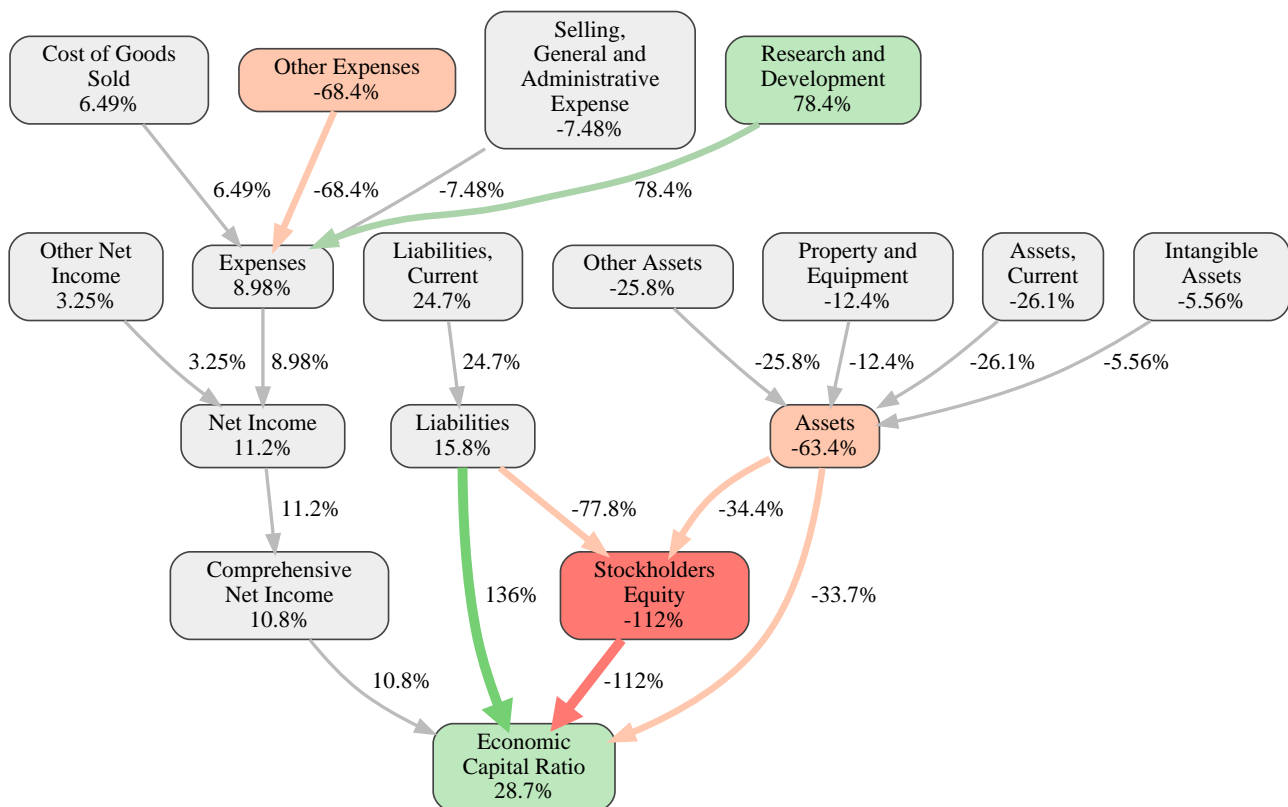 Cost of Goods
Sold
6.49%
Other Expenses
-68.4%
Selling,
General and
Administrative
Expense
-7.48%
Research and
Development
78.4%
6.49%
-68.4%
-7.48%
78.4%
Other Net
Income
3.25%
Expenses
8.98%
Liabilities,
Current
24.7%
Other Assets
-25.8%
Property and
Equipment
-12.4%
Assets,
Current
-26.1%
Intangible
Assets
-5.56%
3.25%
8.98%
24.7%
-25.8%
-12.4%
-26.1%
-5.56%
Net Income
11.2%
Liabilities
15.8%
Assets
-63.4%
11.2%
-77.8%
-34.4%
Comprehensive
Net Income
10.8%
136%
Stockholders
Equity
-112%
-33.7%
10.8%
-112%
Economic
Capital Ratio
28.7%